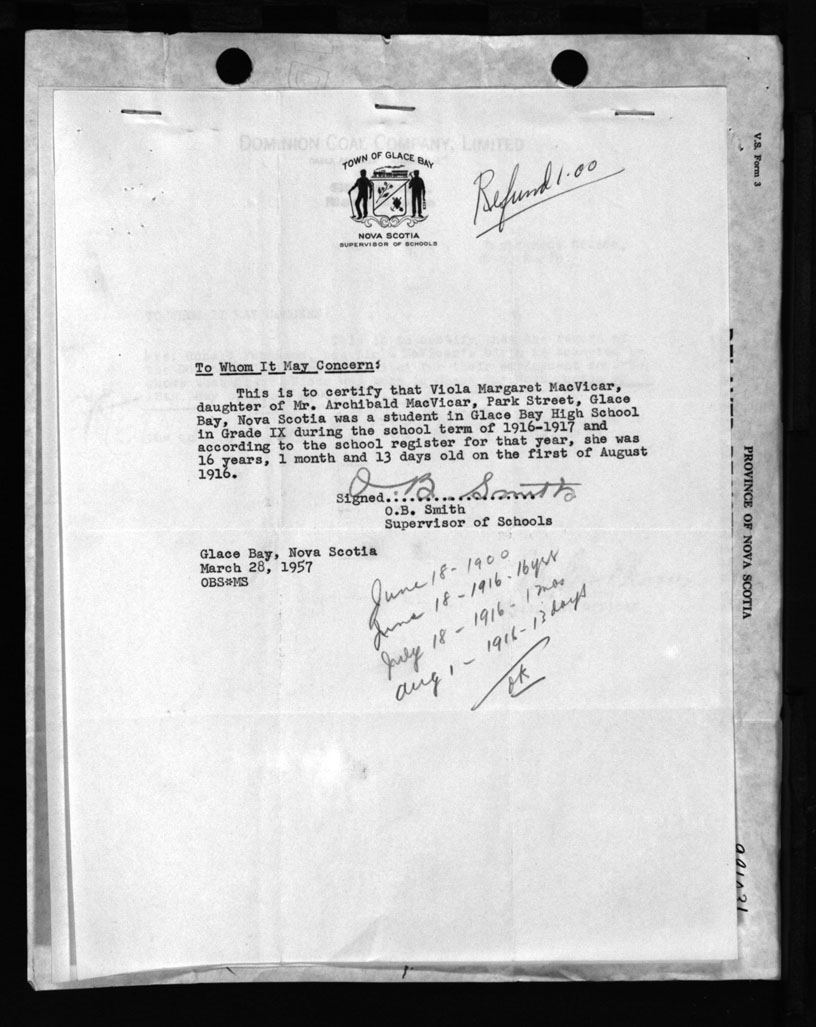 DOMINION COAL COMPANY, LIMITED
TOWN OF GLACE BAY
NOVA SCOTIA
SUPERVISOR OF SCHOOLS
Refund 1.00
V.S. Form 3
To Whom It May Concern:
This is to certify that Viola Margaret MacVicar,
daughter of Mr. Archibald MacVicar, Park Street, Glace
Bay, Nova Scotia was a student in Glace Bay High School
in Grade IX during the school term of 1916-1917 and
according to the school register for that year, she was
16 years, 1 month and 13 days old on the first of August
1916.
O. B. Smith
Signed....................
O.B. Smith
Supervisor of Schools
Glace Bay, Nova Scotia
March 28, 1957
OBS*MS
June 18 - 1900
June 18 - 1916 - 16yrs
July 18 - 1916 - 1 mos
Aug 1 - 1916 - 13 days
OK
PROVINCE OF NOVA SCOTIA